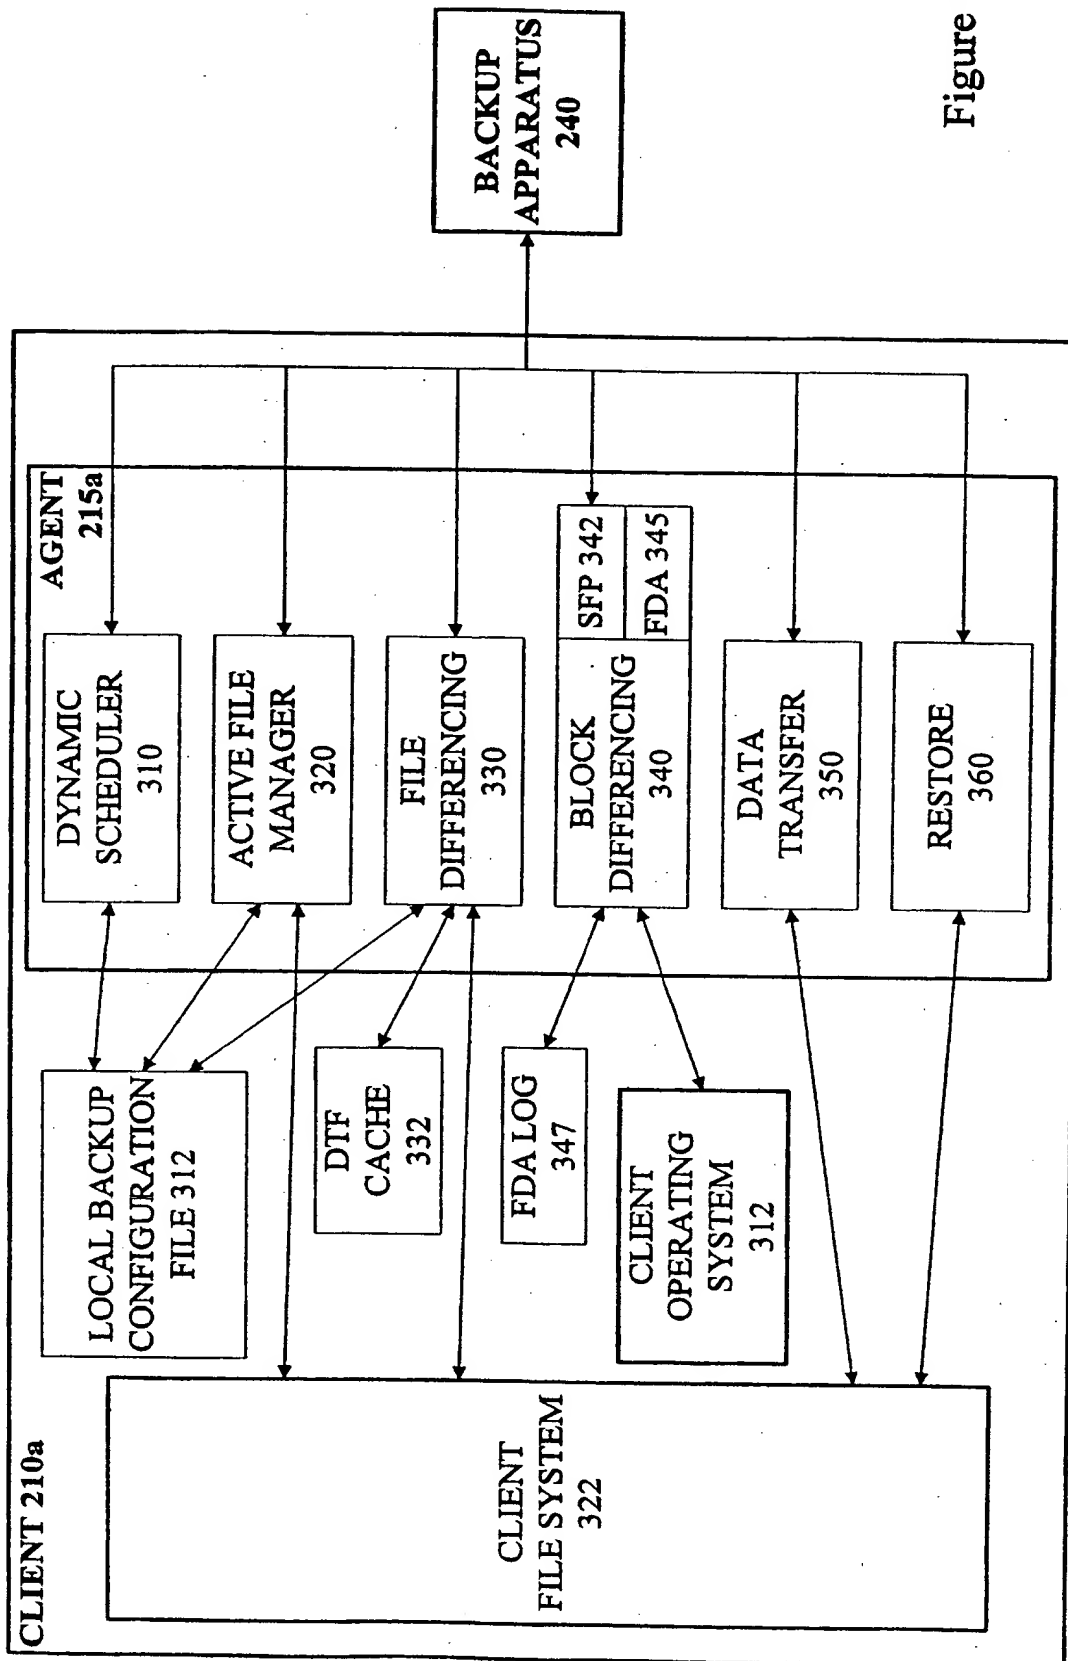 CLIENT 210a
CLIENT
FILE SYSTEM
322
LOCAL BACKUP
CONFIGURATION
FILE 312
DTF
CACHE
332
FDA LOG
347
CLIENT
OPERATING
SYSTEM
312
AGENT
215a
DYNAMIC
SCHEDULER
310
ACTIVE FILE
MANAGER
320
FILE
DIFFERENCING
330
BLOCK
DIFFERENCING
340
SFP 342
FDA 345
DATA
TRANSFER
350
RESTORE
360
BACKUP
APPARATUS
240
Figure